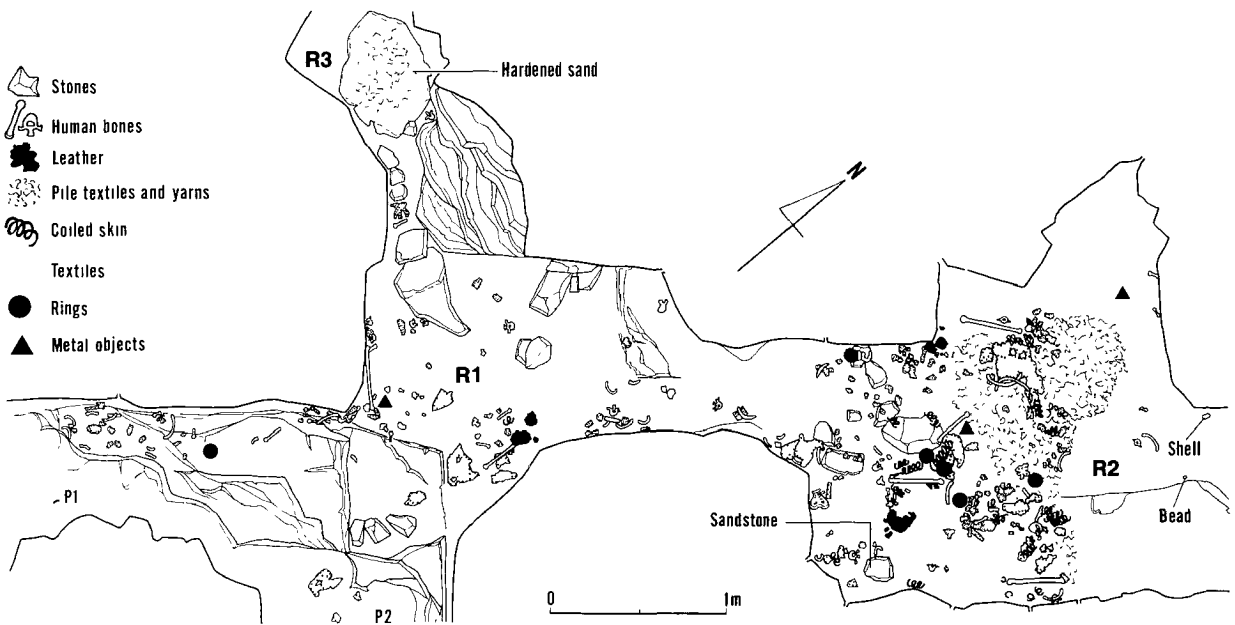 Stones
Human bones
Leather
Pile textiles and yarns
Coiled skin
Textiles
Rings
Metal objects
R3
Hardened sand
N
R1
R2
Shell
Bead
P1
Sandstone
P2
0
1m